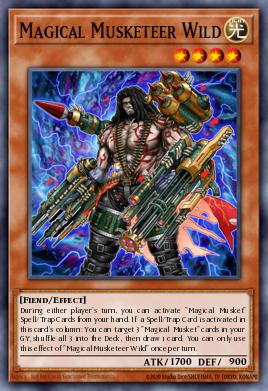 MAGICAL MUSKETEER WILD
光
[FIEND/EFFECT]
During either player's turn, you can activate "Magical Musket"
Spell/Trap Cards from your hand. If a Spell/Trap Card is activated in
this card's column: You can target 3 "Magical Musket" cards in your
GY; shuffle all 3 into the Deck, then draw 1 card. You can only use
this effect of "Magical Musketeer Wild" once per turn.
ATK/1700 DEF/ 900